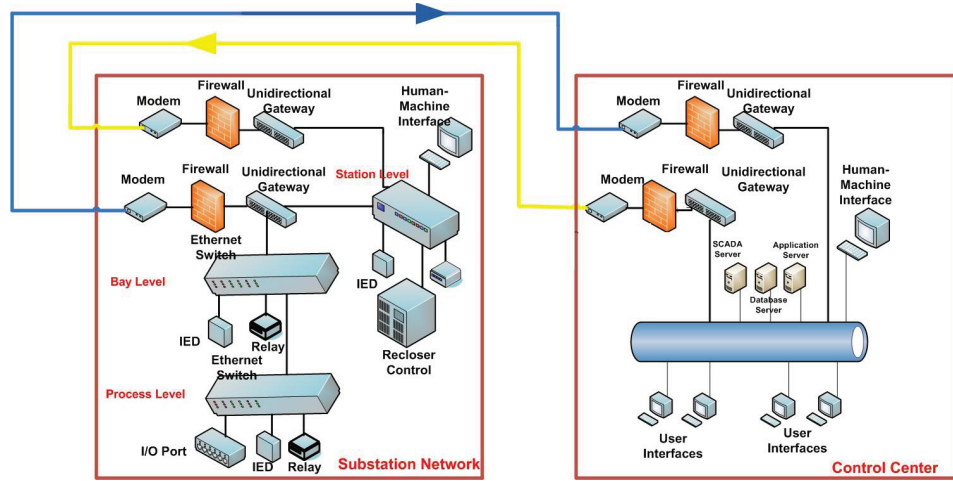 Modem
Firewall
Unidirectional
Gateway
Human-
Machine
Interface
Modem
Firewall
Unidirectional
Gateway
Station Level
Ethernet
Switch
Bay Level
IED
Relay
IED
Recloser
Control
Ethernet
Switch
Process Level
I/O Port
IED
Relay
Substation Network
Modem
Firewall
Unidirectional
Gateway
Modem
Firewall
Unidirectional
Gateway
Human-
Machine
Interface
SCADA
Server
Database
Server
Application
Server
User
Interfaces
User
Interfaces
Control Center